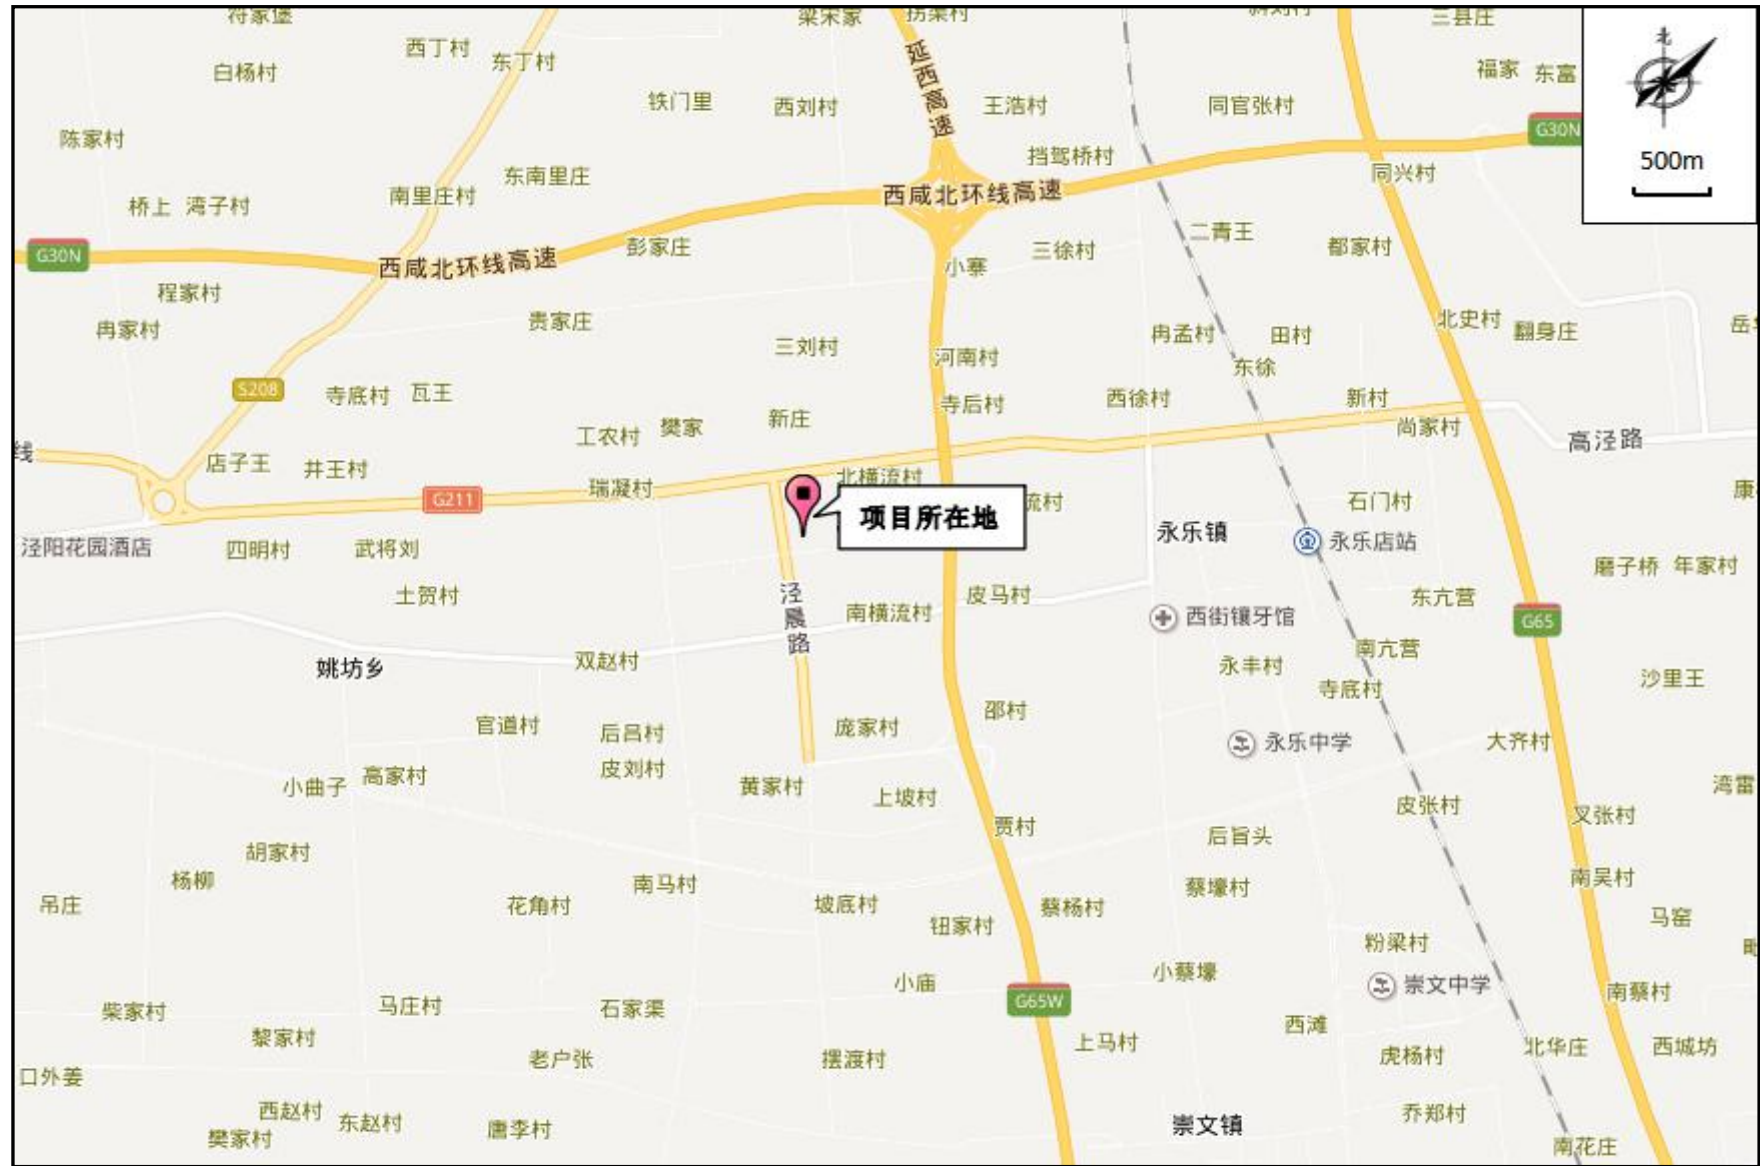 符家堡
梁宋家
拐渠村
三县庄
西丁村
东丁村
白杨村
延西高速
福家
东富
北
铁门里
西刘村
王浩村
同官张村
G30N
陈家村
挡驾桥村
500m
东南里庄
同兴村
南里庄村
西咸北环线高速
桥上
湾子村
二青王
G30N
彭家庄
三徐村
都家村
西咸北环线高速
小寨
程家村
冉家村
贵家庄
北史村
翻身庄
三刘村
河南村
冉孟村
田村
东徐
S208
寺底村
瓦王
寺后村
西徐村
新村
新庄
工农村
樊家
尚家村
高泾路
线
店子王
井王村
北横流村
瑞凝村
G211
流村
石门村
康
项目所在地
永乐镇
永乐店站
泾阳花园酒店
四明村
武将刘
磨子桥
年家村
土贺村
泾晨路
皮马村
东亢营
南横流村
西街镶牙馆
G65
姚坊乡
双赵村
永丰村
南亢营
寺底村
沙里王
官道村
后吕村
庞家村
邵村
永乐中学
大齐村
皮刘村
小曲子
高家村
黄家村
上坡村
湾雷
皮张村
叉张村
贾村
后旨头
胡家村
杨柳
南马村
蔡壕村
南吴村
吊庄
花角村
坡底村
蔡杨村
马窑
钮家村
粉梁村
小庙
小蔡壕
崇文中学
南蔡村
G65W
柴家村
马庄村
石家渠
西滩
黎家村
上马村
老户张
摆渡村
虎杨村
北华庄
西城坊
口外姜
西赵村
东赵村
唐李村
崇文镇
乔郑村
樊家村
南花庄